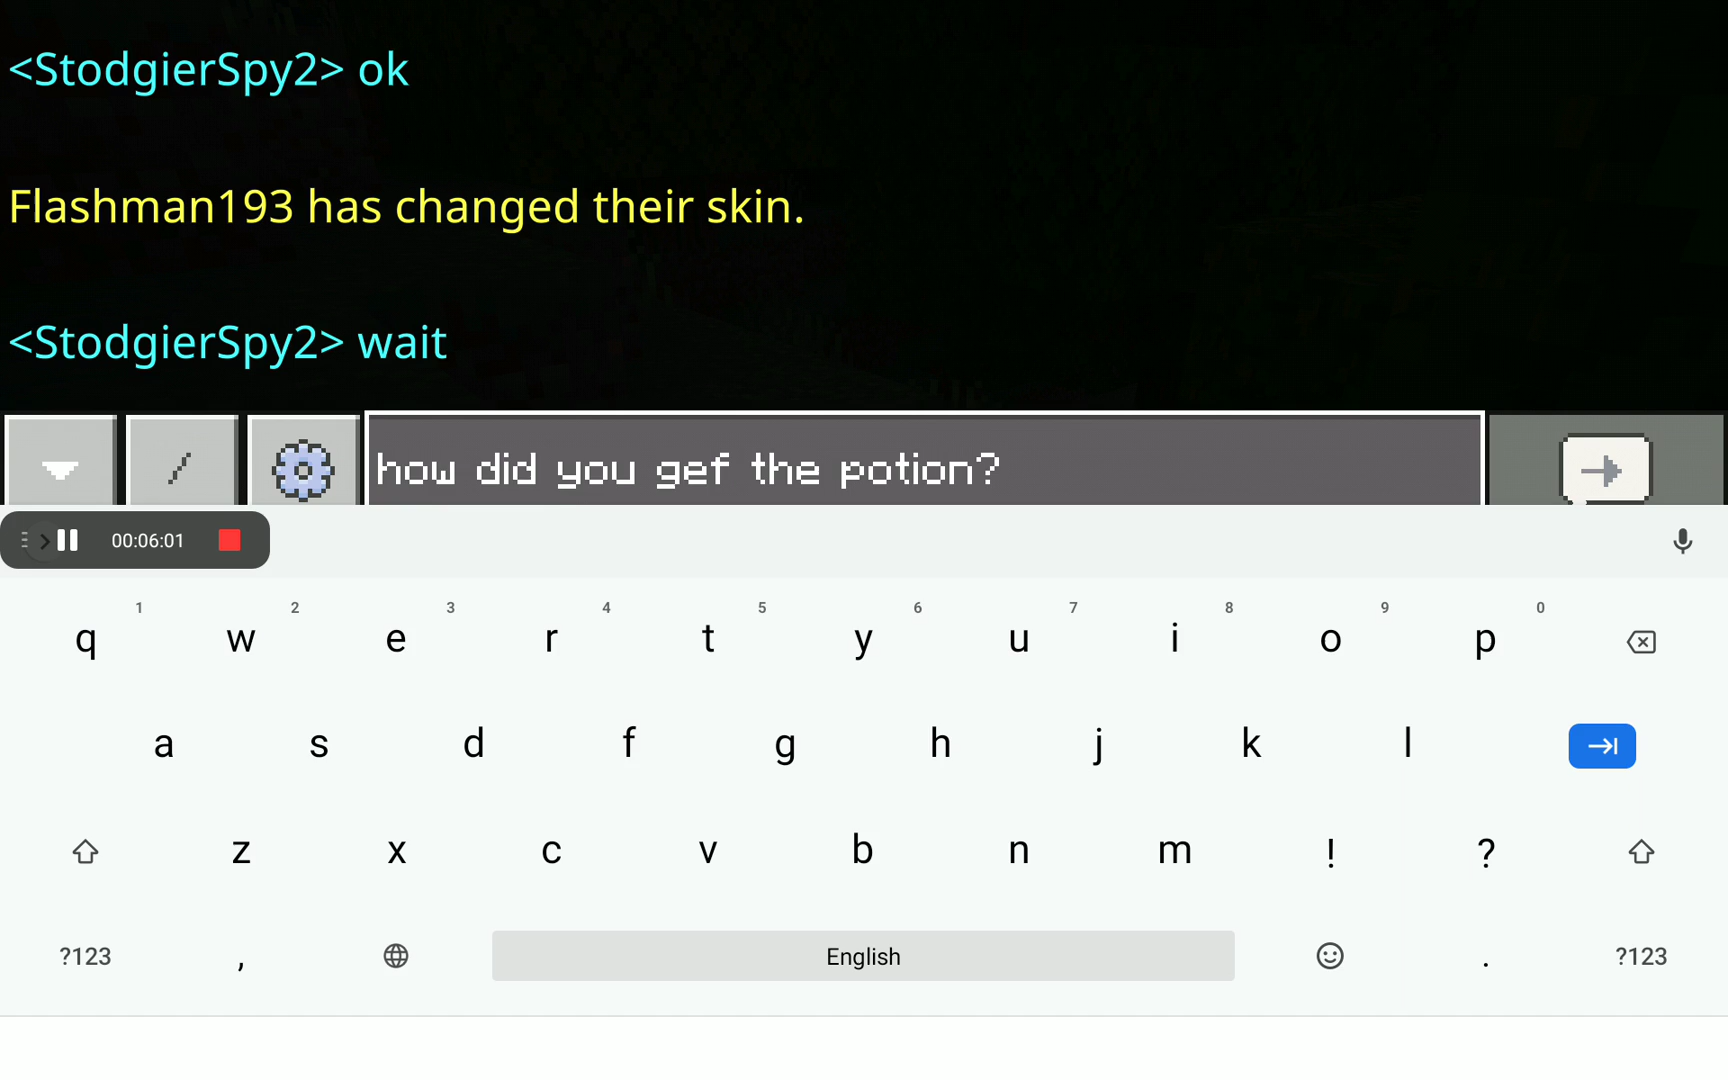 <StodgierSpy2> ok
Flashman193 has changed their skin.
<StodgierSpy2> wait
/
how did you gef the potion?
00:06:01
1 2 3 4 5 6 7 8 9 0
q w e r t y u i o p
a s d f g h j k l
z x c v b n m ! ?
?123 , English . ?123